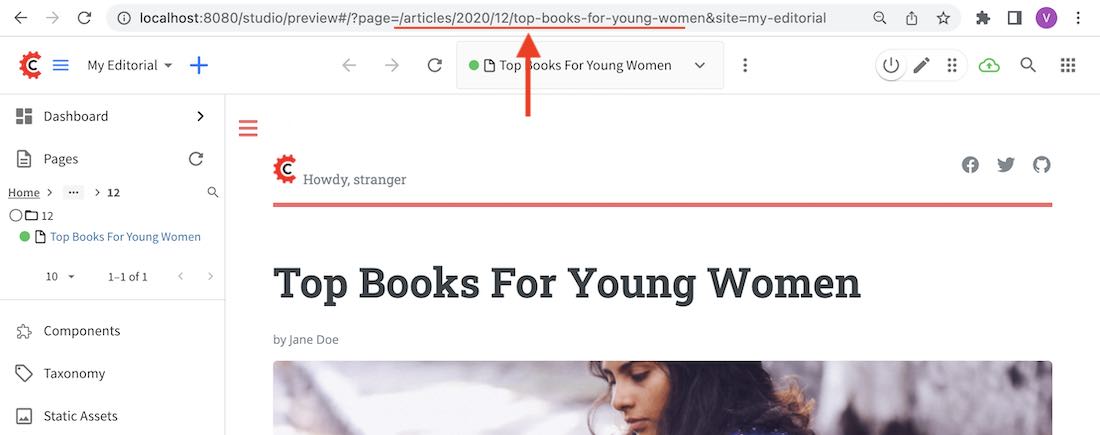 localhost:8080/studio/preview#/?page=/articles/2020/12/top-books-for-young-women&site=my-editorial
V
C
My Editorial
Top Books For Young Women
Dashboard
Pages
Home > ... > 12
12
Top Books For Young Women
10
1–1 of 1
Components
Taxonomy
Static Assets
C
Howdy, stranger
Top Books For Young Women
by Jane Doe